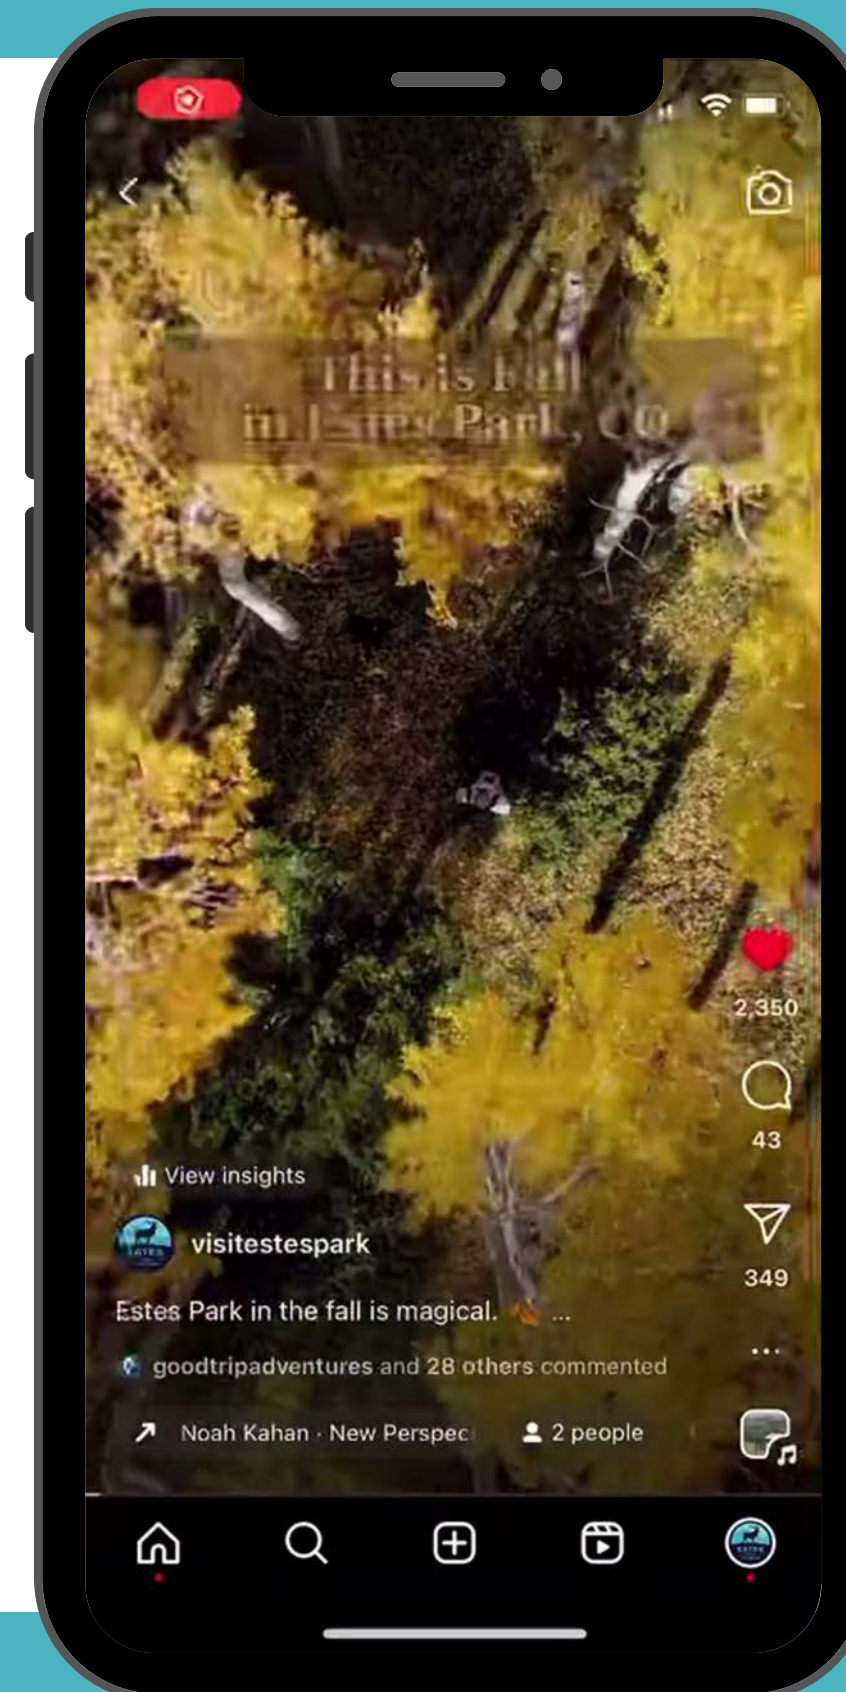 This is Fall
in Estes Park, CO
2,350
43
View insights
visitestespark
349
Estes Park in the fall is magical. 🍂 ...
goodtripadventures and 28 others commented
Noah Kahan · New Perspec
2 people
ESTES